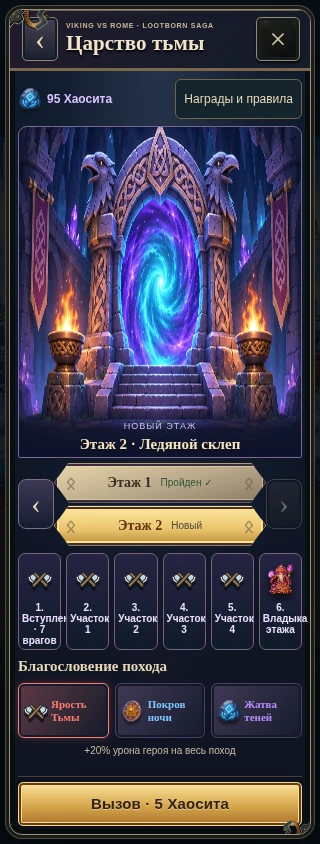 VIKING VS ROME · LOOTBORN SAGA
Царство тьмы
95 Хаосита
Награды и правила
НОВЫЙ ЭТАЖ
Этаж 2 · Ледяной склеп
Этаж 1 Пройден ✓
Этаж 2 Новый
1.
Вступлен
· 7
врагов
2.
Участок
1
3.
Участок
2
4.
Участок
3
5.
Участок
4
6.
Владыка
этажа
Благословение похода
Ярость
Тьмы
Покров
ночи
Жатва
теней
+20% урона героя на весь поход
Вызов · 5 Хаосита